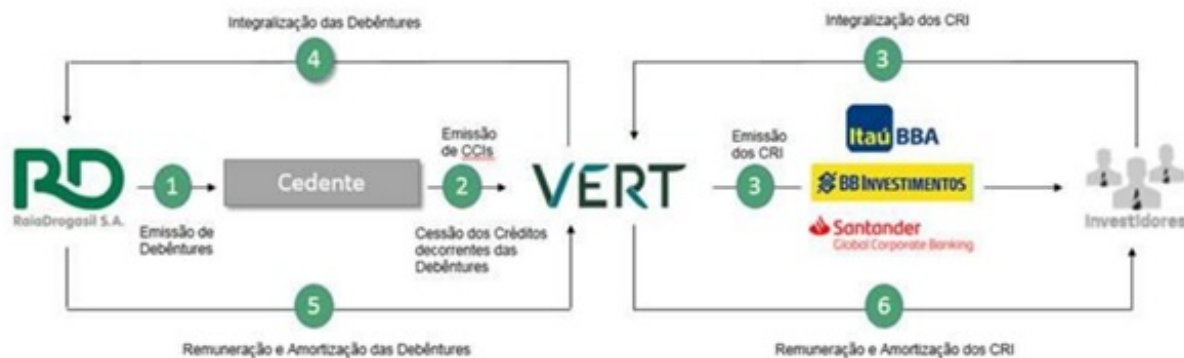 Integralização das Debêntures
4
Integralização dos CRI
3
RD
RaiaDrogasil S.A.
1
Emissão de
Debêntures
Cedente
Emissão
de CCIs
2
Cessão dos Créditos
decorrentes das
Debêntures
VERT
Emissão
dos CRI
3
Itaú BBA
BB INVESTIMENTOS
Santander
Global Corporate Banking
Investidores
5
Remuneração e Amortização das Debêntures
6
Remuneração e Amortização dos CRI